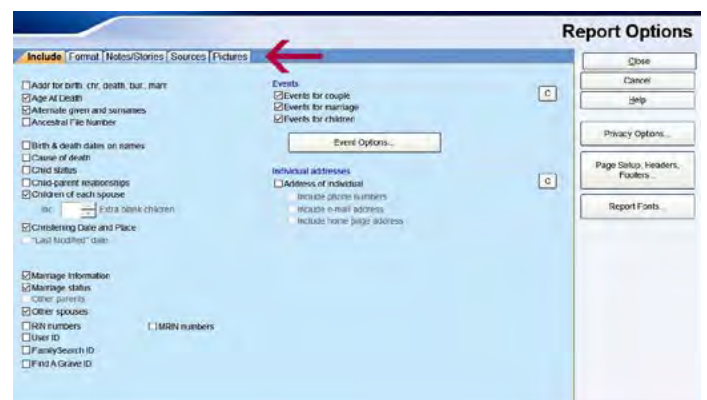 Report Options
Include Format Notes/Stories Sources Pictures
Addr for birth, chr, death, bur., marr
Age At Death
Alternate given and surnames
Ancestral File Number
Birth & death dates on names
Cause of death
Child status
Child-parent relationships
Children of each spouse
Inc Extra blank children
Christening Date and Place
"Last Modified" date
Marriage Information
Marriage status
Other parents
Other spouses
RIN numbers MRIN numbers
User ID
FamilySearch ID
Find A Grave ID
Events
Events for couple C
Events for marriage
Events for children
Event Options...
Individual addresses
Address of individual C
Include phone numbers
Include e-mail address
Include home page address
Close
Cancel
Help
Privacy Options...
Page Setup, Headers,
Footers...
Report Fonts...